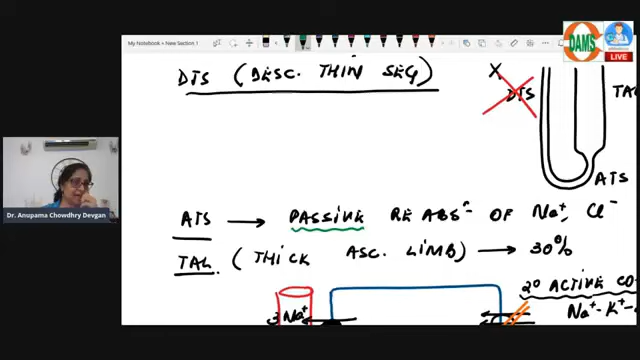 My Notebook > New Section 1
DAMS
LIVE
DTS (DESC. THIN SEG)
X
DTS
TAL
ATS
ATS → PASSIVE REABSⁿ OF Na⁺, Cl⁻
TAL (THICK ASC. LIMB) → 30%
2° ACTIVE CO-
3Na⁺
Na⁺-K⁺-
Dr. Anupama Chowdhry Devgan